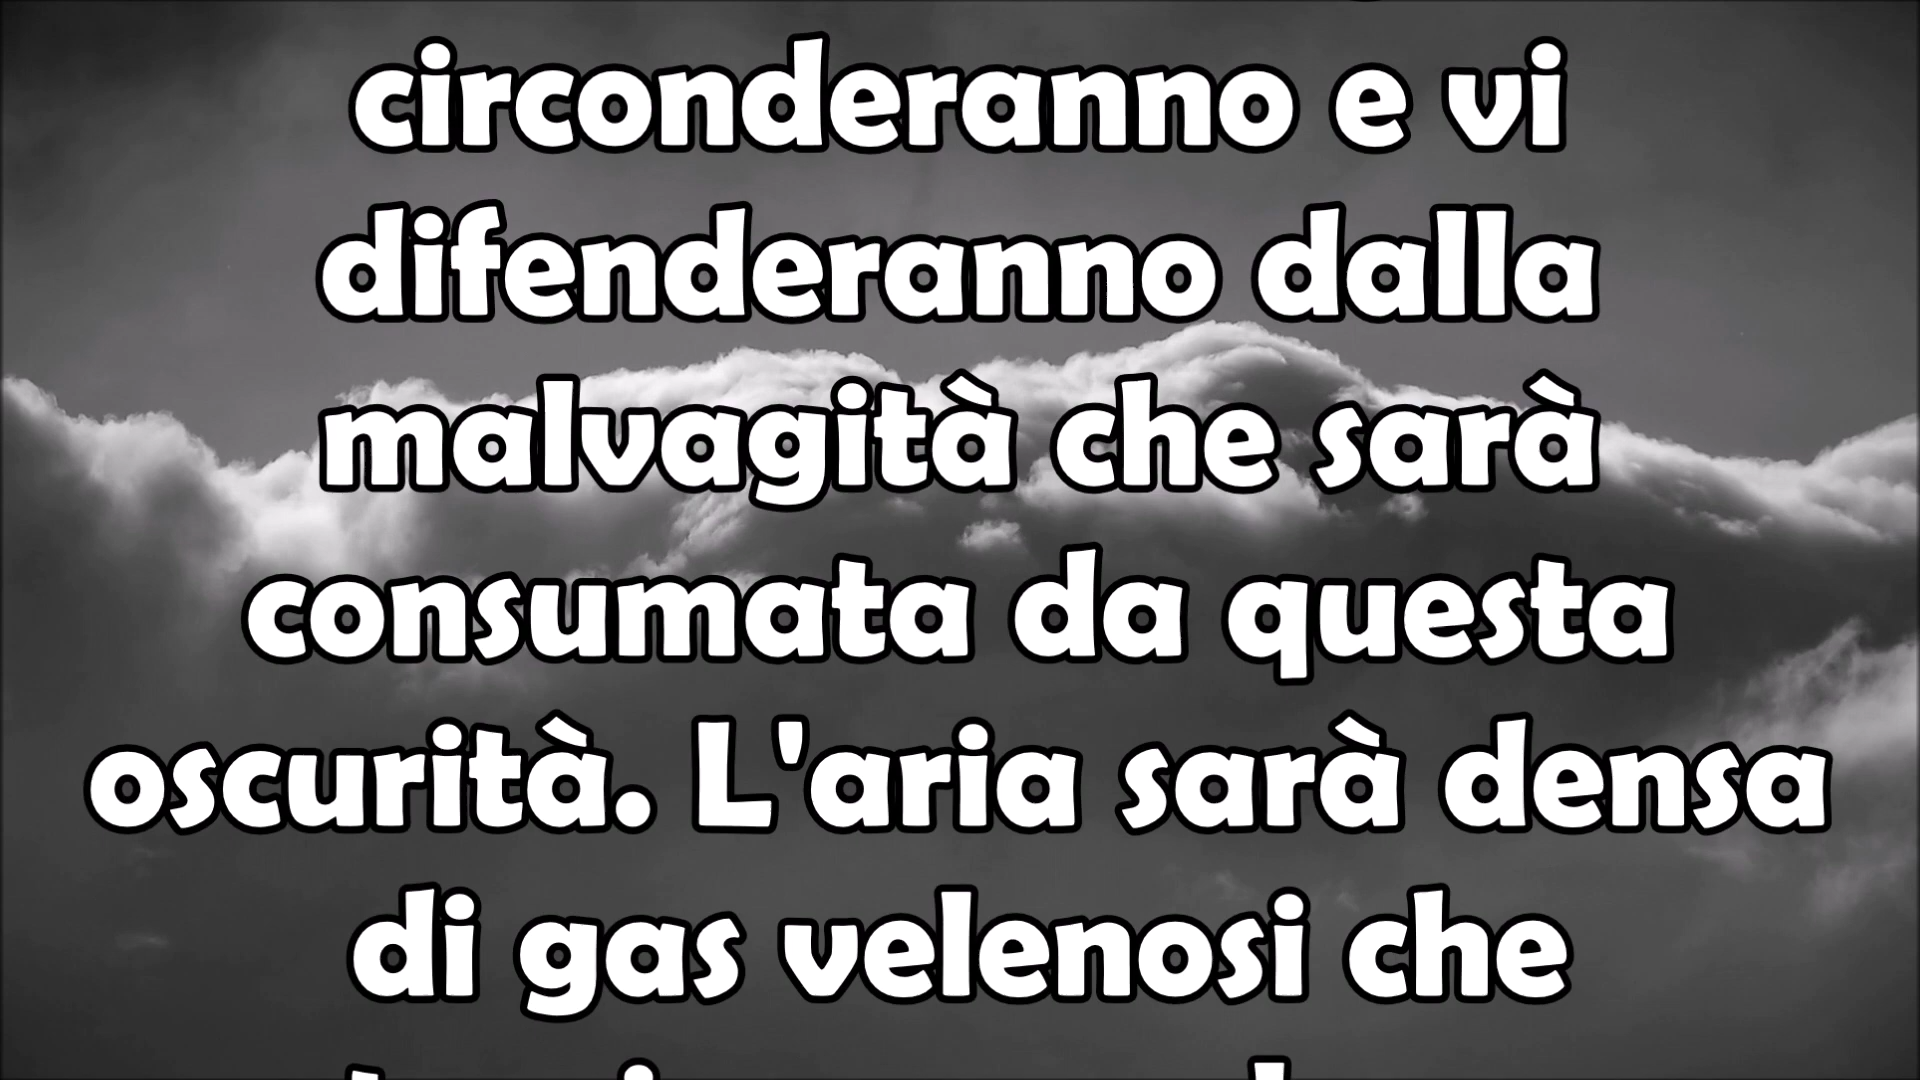 circonderanno e vi
difenderanno dalla
malvagità che sarà
consumata da questa
oscurità. L'aria sarà densa
di gas velenosi che